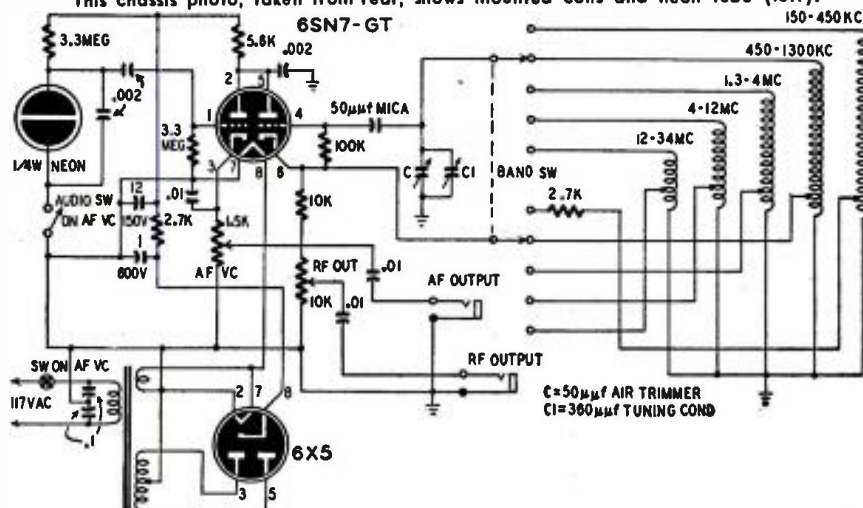 This chassis photo, taken from rear, shows mounted coils and neon tube (left).
6SN7-GT
150-450KC
3.3MEG
5.6K
.002
450-1300KC
2
5
.002
1.3-4MC
50μμf MICA
4-12MC
1
4
3.3
MEG
100K
12-34MC
1/4W NEON
3
7
8
6
C
C1
BAND SW
.01
AUDIO SW
ON AF VC
12
150V
2.7K
10K
2.7K
1.5K
1
600V
AF VC
RF OUT
.01
10K
.01
AF OUTPUT
SW ON AF VC
RF OUTPUT
117VAC
2
7
8
C=50μμf AIR TRIMMER
C1=360μμf TUNING COND
.1
6X5
3
5